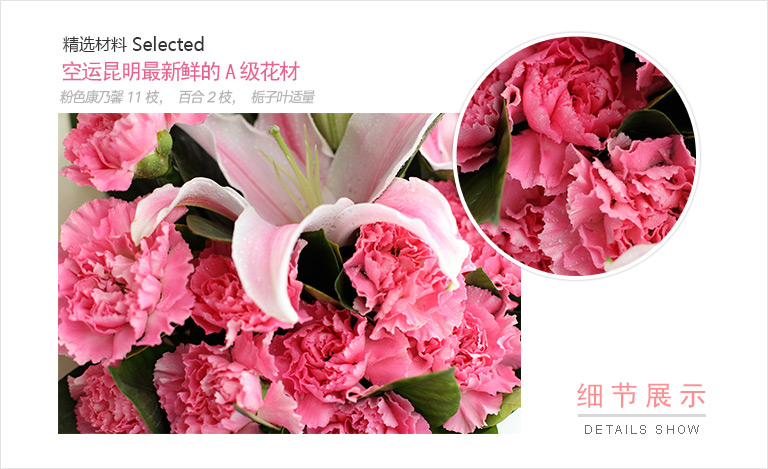 精选材料 Selected
空运昆明最新鲜的 A 级花材
粉色康乃馨 11 枝， 百合 2 枝， 栀子叶适量
细节展示
DETAILS SHOW